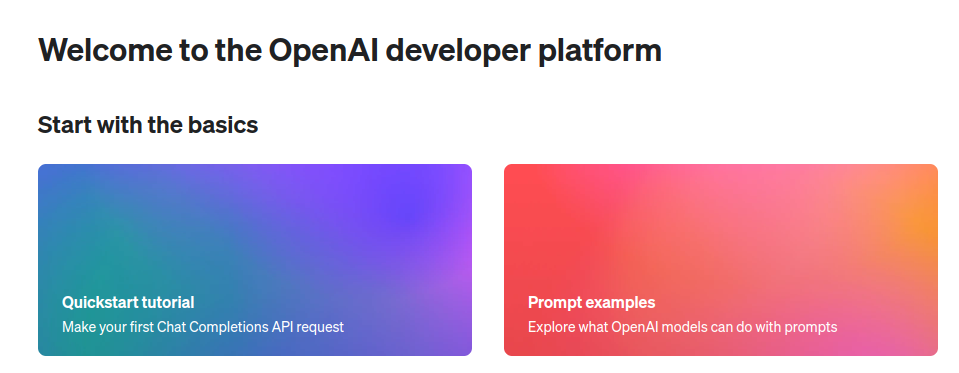 Welcome to the OpenAI developer platform
Start with the basics
Quickstart tutorial
Make your first Chat Completions API request
Prompt examples
Explore what OpenAI models can do with prompts